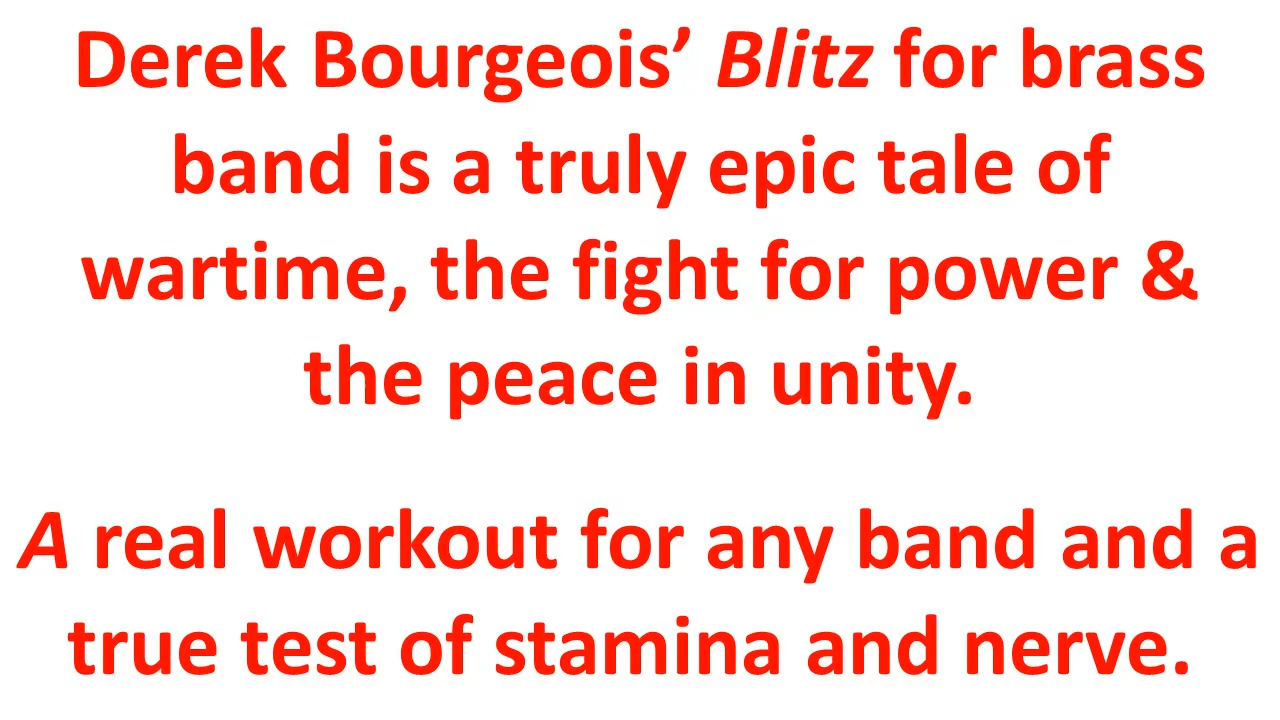 Derek Bourgeois’ Blitz for brass
band is a truly epic tale of
wartime, the fight for power &
the peace in unity.
A real workout for any band and a
true test of stamina and nerve.